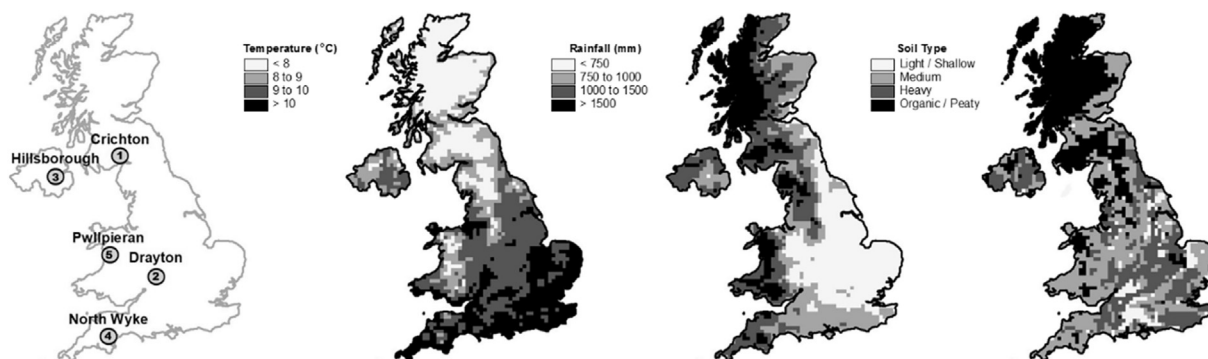 Crichton
1
Hillsborough
3
Pwllpieran
5
Drayton
2
North Wyke
4
Temperature (°C)
< 8
8 to 9
9 to 10
> 10
Rainfall (mm)
< 750
750 to 1000
1000 to 1500
> 1500
Soil Type
Light / Shallow
Medium
Heavy
Organic / Peaty